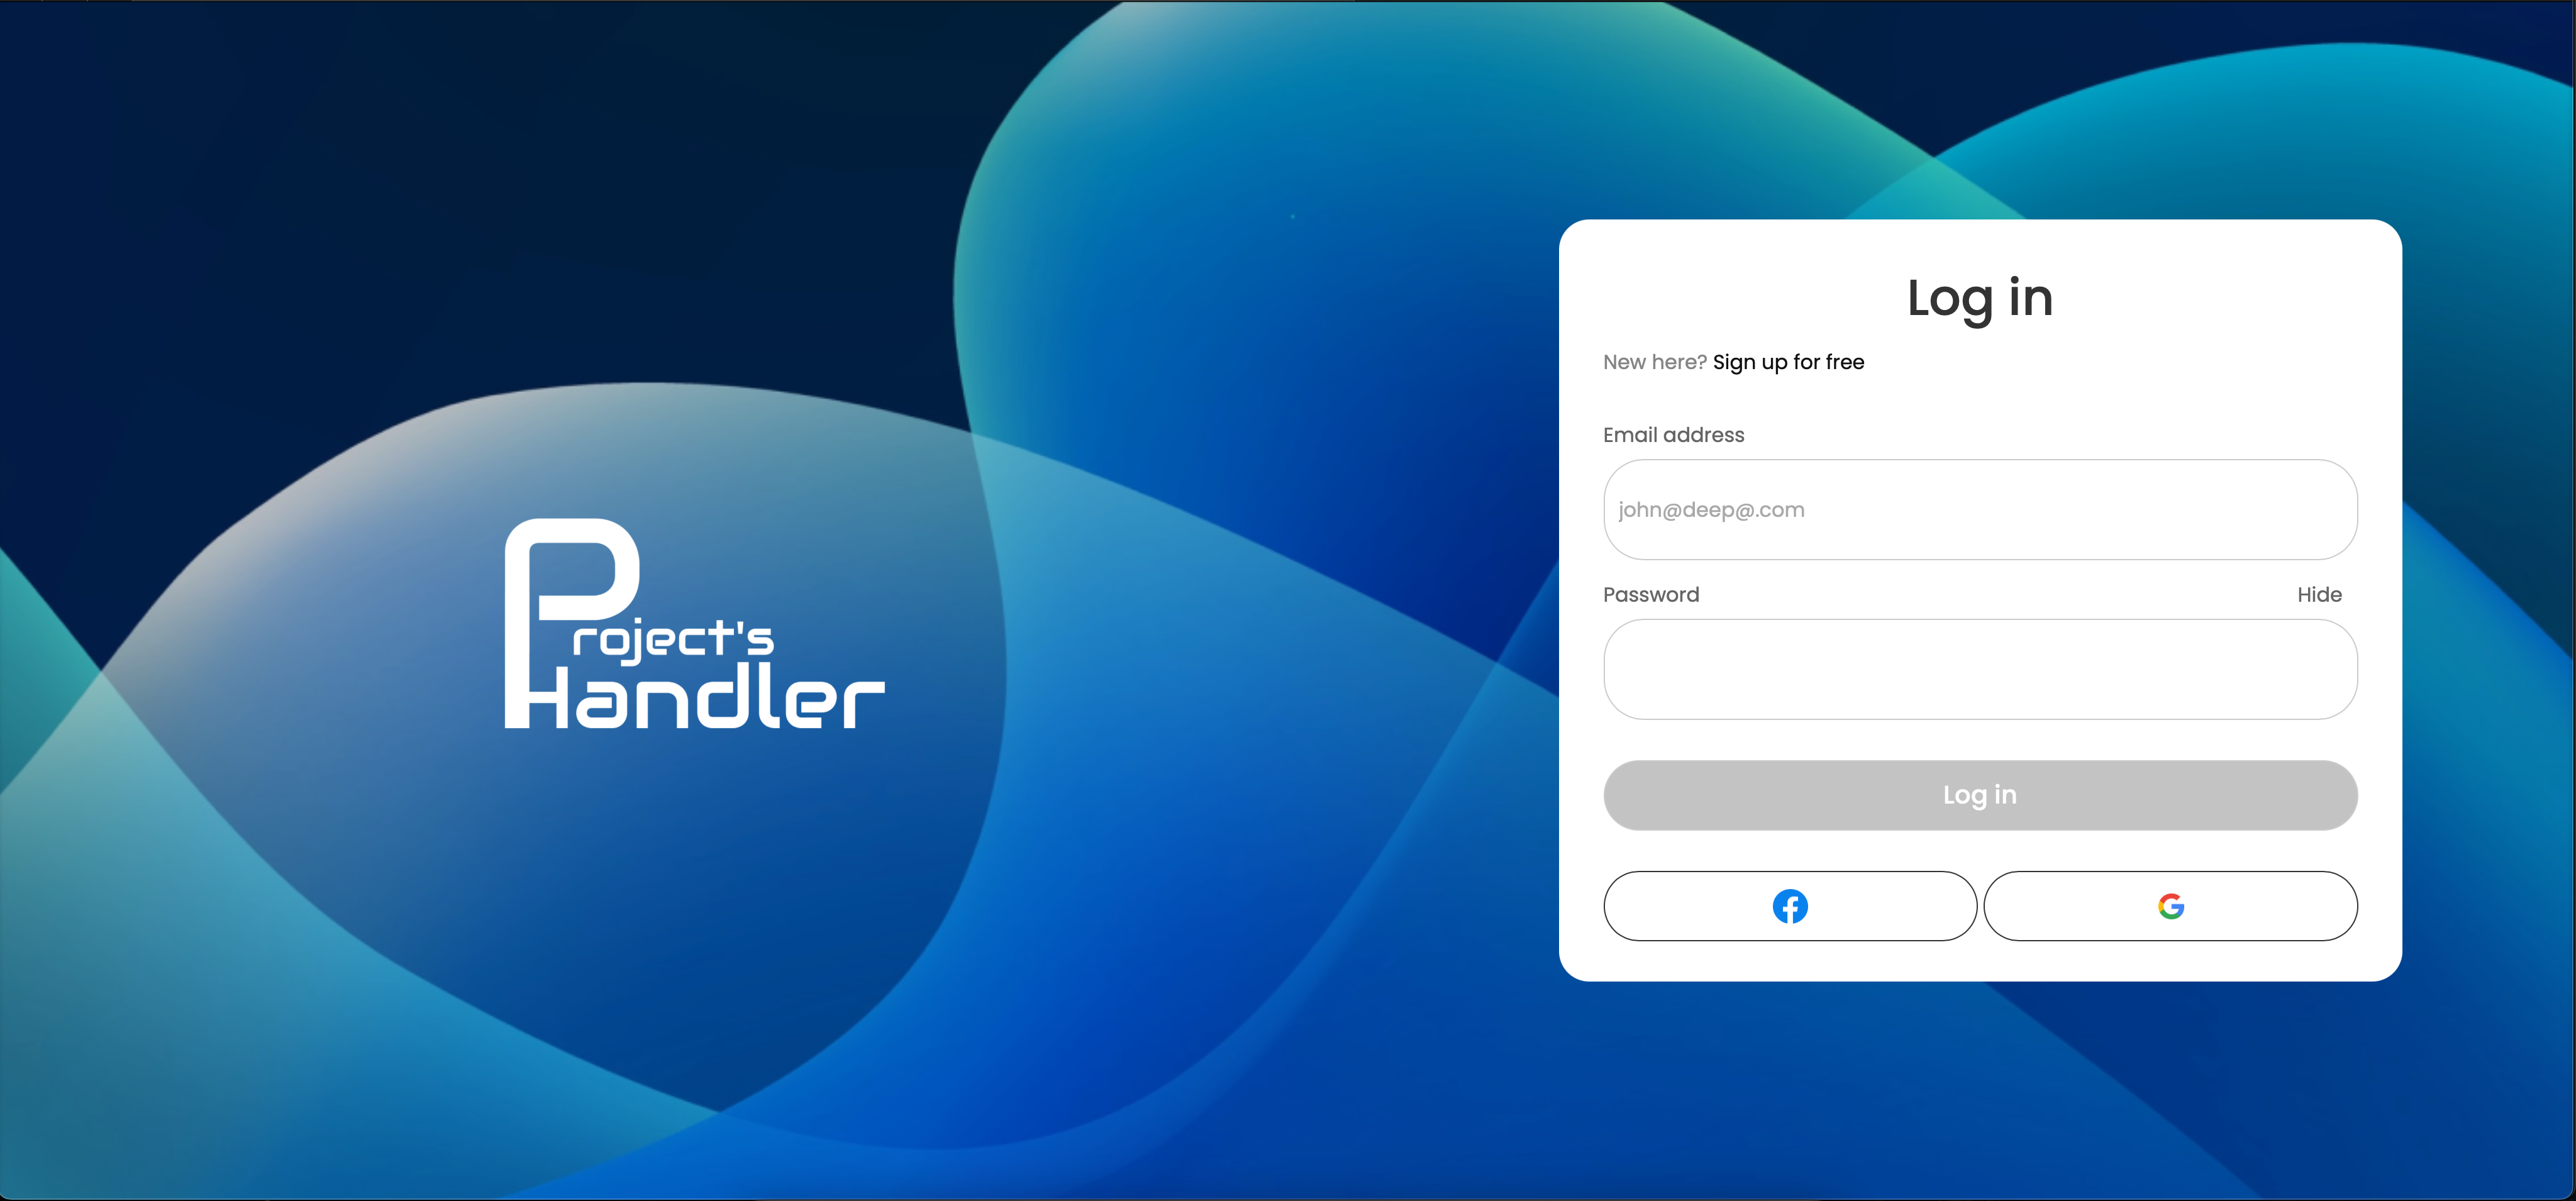 Project's
Handler
Log in
New here? Sign up for free
Email address
john@deep@.com
Password Hide
Log in